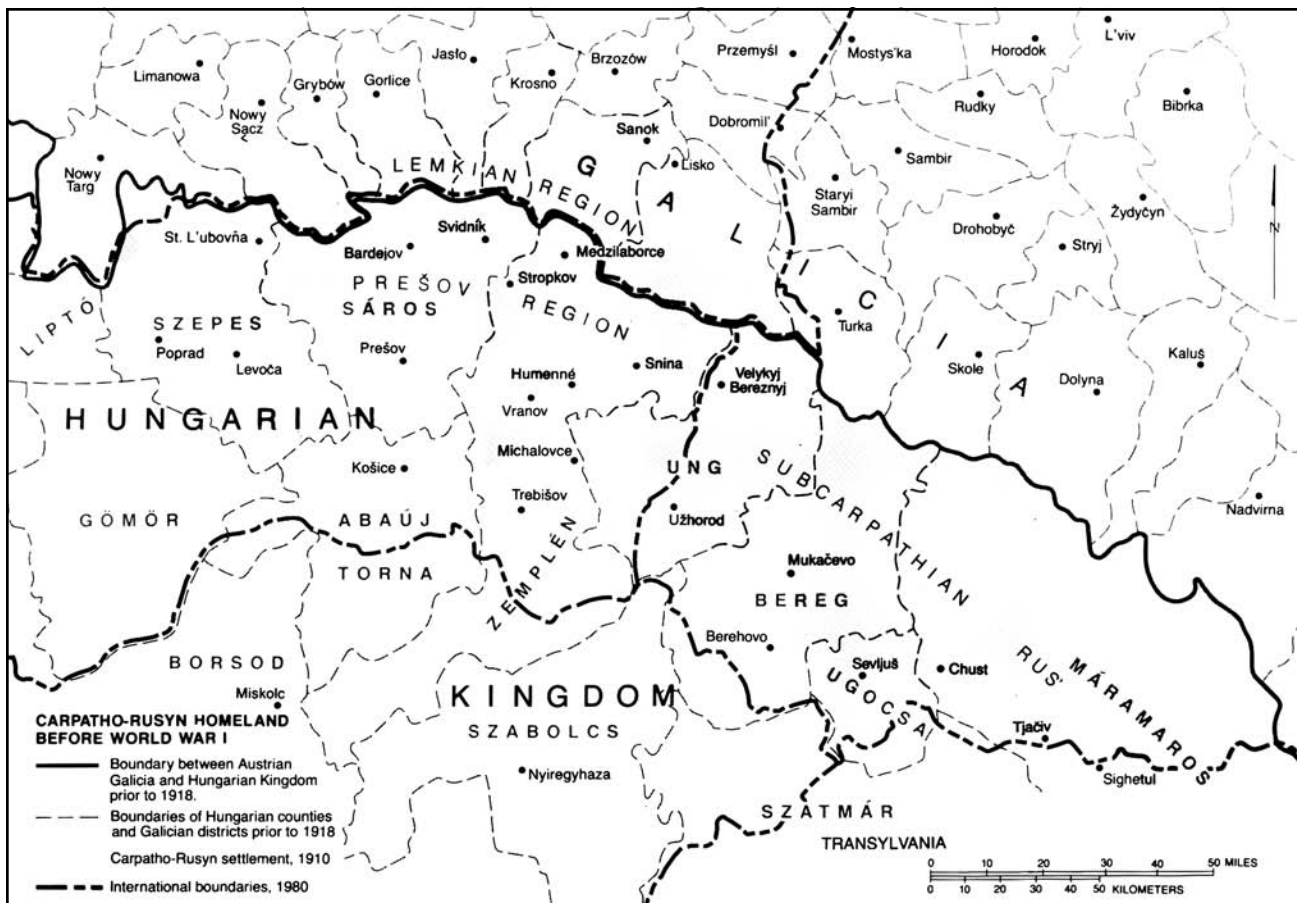 L'viv
Przemyśl
Mostys'ka
Horodok
Jasło
Brzozów
Limanowa
Grybów
Gorlice
Krosno
Rudky
Bibrka
Nowy
Sącz
Dobromil'
Sanok
Sambir
Nowy
Targ
LEMKIAN REGION
Lisko
Staryi
Sambir
GALICIA
Žydyčyn
Drohobyč
Stryj
N
St. L'ubovňa
Svidník
Bardejov
Medzilaborce
Stropkov
PREŠOV
REGION
SÁROS
LIPTÓ
SZEPES
Poprad
Levoča
Prešov
Turka
Skole
Dolyna
Kaluš
Snina
Humenné
Velykyj
Bereznyj
Vranov
HUNGARIAN
Michalovce
Košice
UNG
SUBCARPATHIAN
RUS'
Trebišov
Užhorod
Nadvirna
GÖMÖR
ABAÚJ
TORNA
ZEMPLÉN
Mukačevo
BEREG
Berehovo
BORSOD
Sevljuš
UGOCSA
Chust
MÁRAMAROS
Miskolc
KINGDOM
SZABOLCS
Tjačiv
Sighetul
Nyiregyhaza
SZATMÁR
TRANSYLVANIA
CARPATHO-RUSYN HOMELAND
BEFORE WORLD WAR I
Boundary between Austrian
Galicia and Hungarian Kingdom
prior to 1918.
Boundaries of Hungarian counties
and Galician districts prior to 1918
Carpatho-Rusyn settlement, 1910
International boundaries, 1980
0 10 20 30 40 50 MILES
0 10 20 30 40 50 KILOMETERS